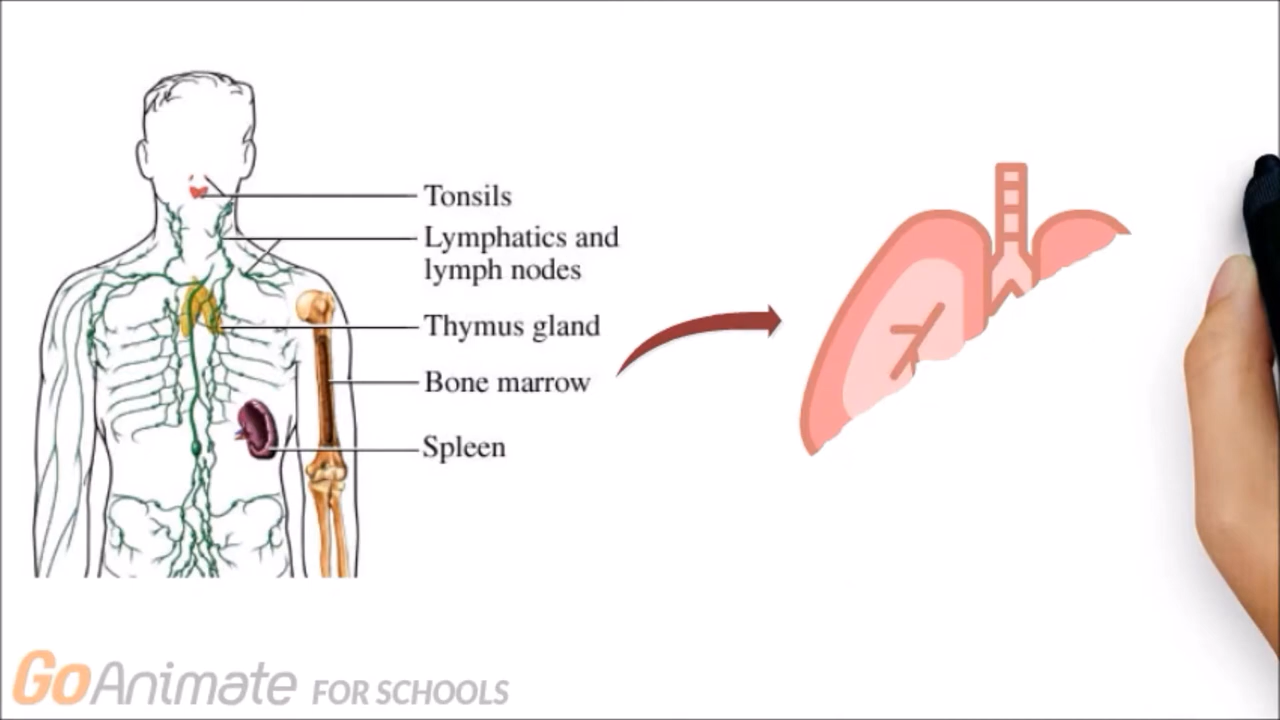 Tonsils
Lymphatics and
lymph nodes
Thymus gland
Bone marrow
Spleen
GoAnimate FOR SCHOOLS